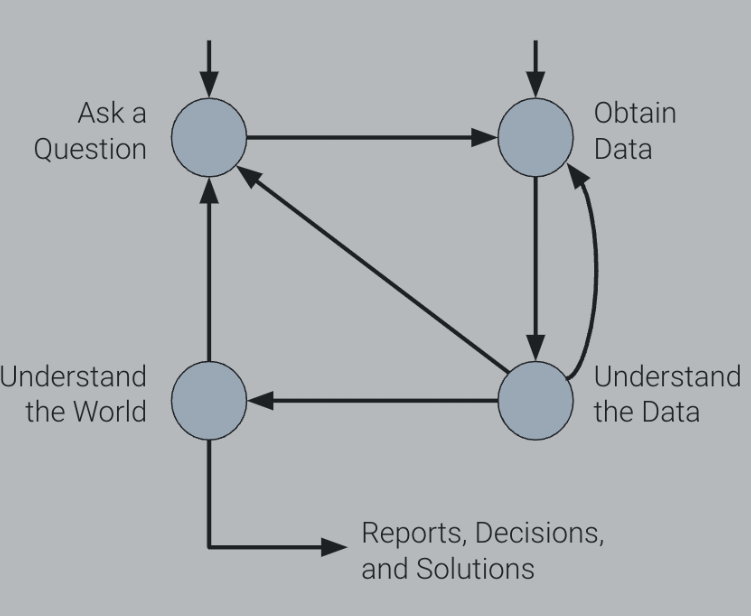 Ask a
Question
Obtain
Data
Understand
the World
Understand
the Data
Reports, Decisions,
and Solutions